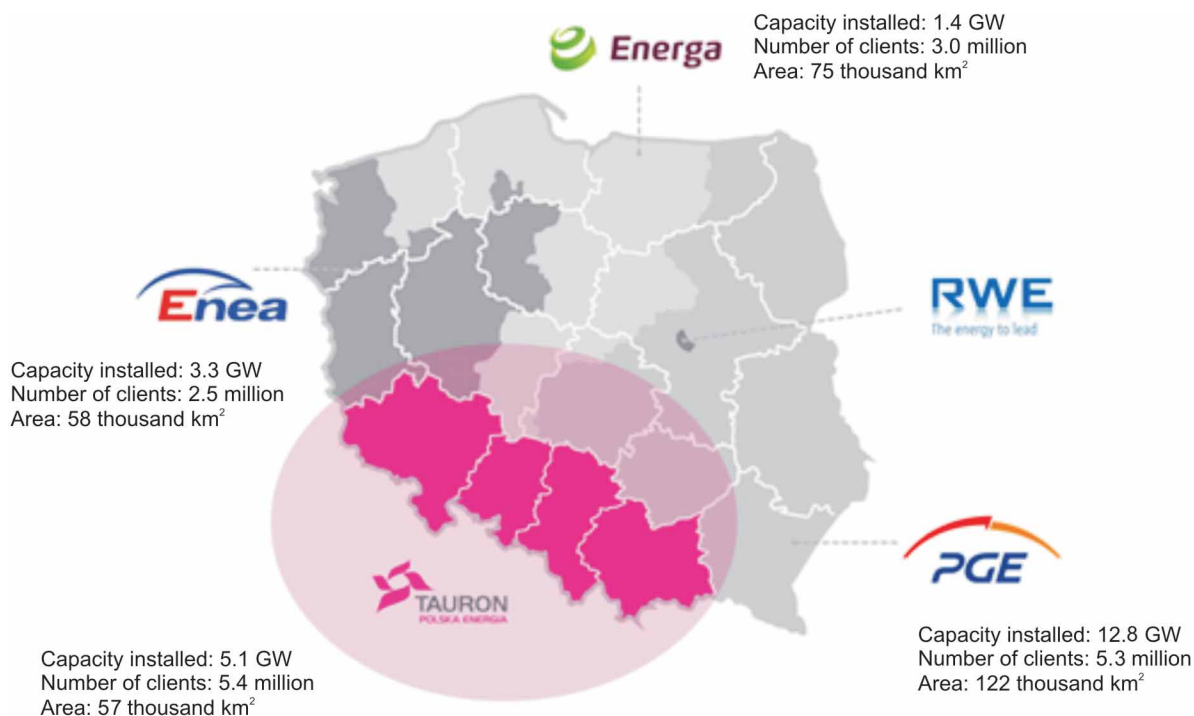 Energa
Capacity installed: 1.4 GW
Number of clients: 3.0 million
Area: 75 thousand km²
Enea
Capacity installed: 3.3 GW
Number of clients: 2.5 million
Area: 58 thousand km²
RWE
The energy to lead
TAURON
POLSKA ENERGIA
Capacity installed: 5.1 GW
Number of clients: 5.4 million
Area: 57 thousand km²
PGE
Capacity installed: 12.8 GW
Number of clients: 5.3 million
Area: 122 thousand km²